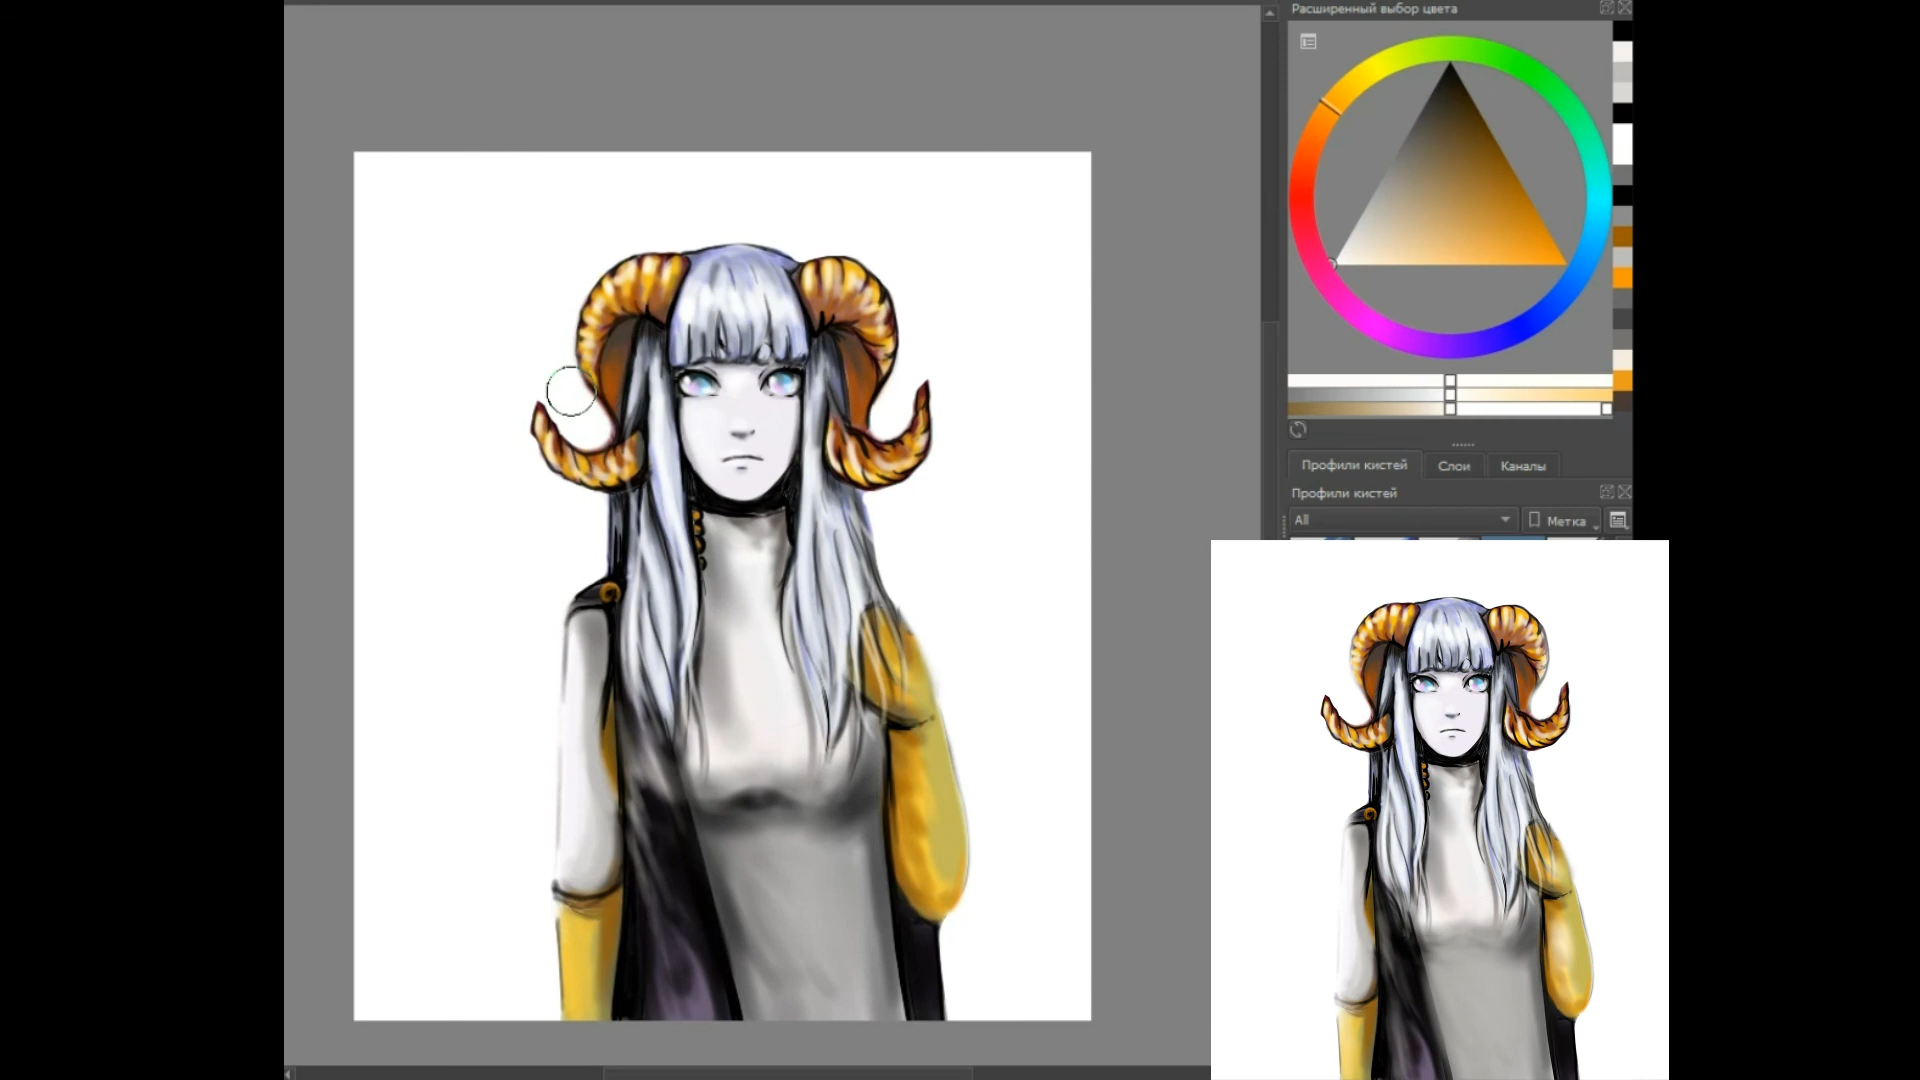 Расширенный выбор цвета
Профили кистей
Слои
Каналы
Профили кистей
All
Метка